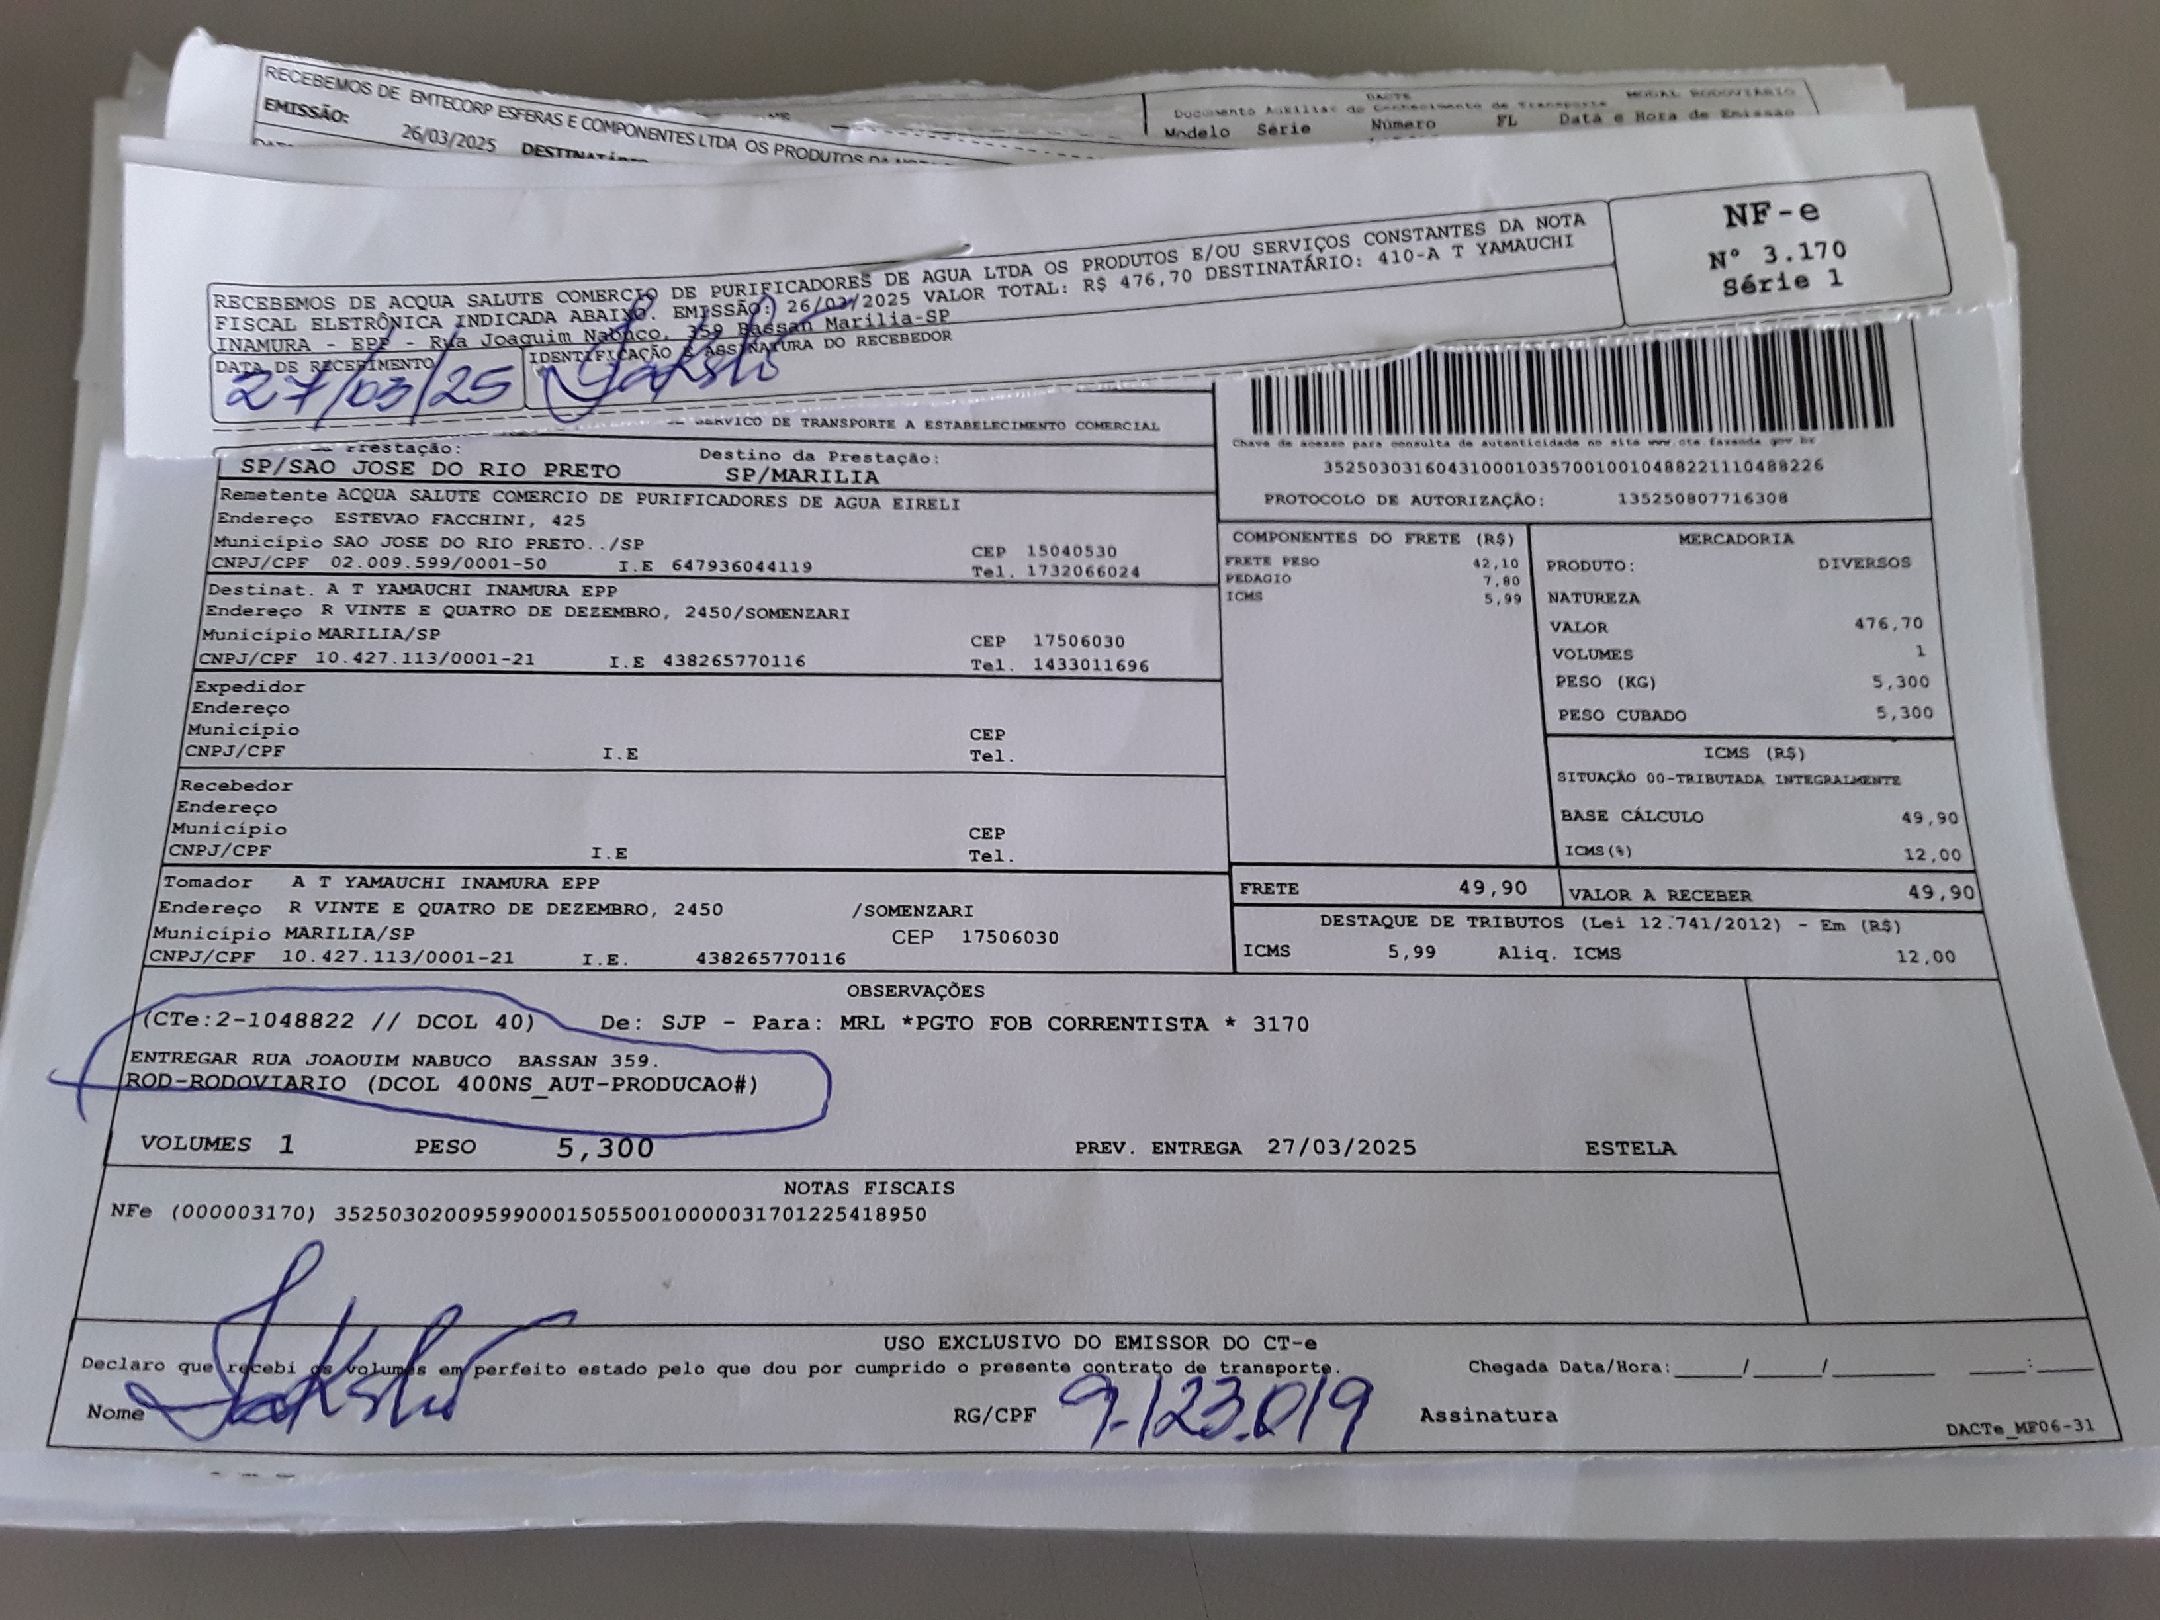 RECEBEMOS DE EMTECORP ESFERAS E COMPONENTES LTDA OS PRODUTOS DA
EMISSÃO: 26/03/2025 DESTINATÁRIO
DACTE MODAL RODOVIÁRIO
Documento Auxiliar do Conhecimento de Transporte
Modelo Série Número FL Data e Hora de Emissão
RECEBEMOS DE ACQUA SALUTE COMERCIO DE PURIFICADORES DE AGUA LTDA OS PRODUTOS E/OU SERVIÇOS CONSTANTES DA NOTA
FISCAL ELETRÔNICA INDICADA ABAIXO. EMISSÃO: 26/03/2025 VALOR TOTAL: R$ 476,70 DESTINATÁRIO: 410-A T YAMAUCHI
INAMURA - EPP - Rua Joaquim Nabuco, 359 Bassan Marilia-SP
NF-e
Nº 3.170
Série 1
DATA DE RECEBIMENTO
27/03/25
IDENTIFICAÇÃO E ASSINATURA DO RECEBEDOR
SERVICO DE TRANSPORTE A ESTABELECIMENTO COMERCIAL
Prestação:
SP/SAO JOSE DO RIO PRETO
Destino da Prestação:
SP/MARILIA
Chave de acesso para consulta de autenticidade no site www.cte.fazenda.gov.br
35250303160431000103570010010488221110488226
PROTOCOLO DE AUTORIZAÇÃO: 135250807716308
Remetente ACQUA SALUTE COMERCIO DE PURIFICADORES DE AGUA EIRELI
Endereço ESTEVAO FACCHINI, 425
Município SAO JOSE DO RIO PRETO../SP CEP 15040530
CNPJ/CPF 02.009.599/0001-50 I.E 647936044119 Tel. 1732066024
Destinat. A T YAMAUCHI INAMURA EPP
Endereço R VINTE E QUATRO DE DEZEMBRO, 2450/SOMENZARI
Município MARILIA/SP CEP 17506030
CNPJ/CPF 10.427.113/0001-21 I.E 438265770116 Tel. 1433011696
Expedidor
Endereço
Município CEP
CNPJ/CPF I.E Tel.
Recebedor
Endereço
Município CEP
CNPJ/CPF I.E Tel.
Tomador A T YAMAUCHI INAMURA EPP
Endereço R VINTE E QUATRO DE DEZEMBRO, 2450 /SOMENZARI
Município MARILIA/SP CEP 17506030
CNPJ/CPF 10.427.113/0001-21 I.E. 438265770116
COMPONENTES DO FRETE (R$)
FRETE PESO 42,10
PEDAGIO 7,80
ICMS 5,99
MERCADORIA
PRODUTO: DIVERSOS
NATUREZA
VALOR 476,70
VOLUMES 1
PESO (KG) 5,300
PESO CUBADO 5,300
ICMS (R$)
SITUAÇÃO 00-TRIBUTADA INTEGRALMENTE
BASE CÁLCULO 49,90
ICMS(%) 12,00
FRETE 49,90 VALOR A RECEBER 49,90
DESTAQUE DE TRIBUTOS (Lei 12.741/2012) - Em (R$)
ICMS 5,99 Aliq. ICMS 12,00
OBSERVAÇÕES
(CTe:2-1048822 // DCOL 40) De: SJP - Para: MRL *PGTO FOB CORRENTISTA * 3170
ENTREGAR RUA JOAQUIM NABUCO BASSAN 359.
ROD-RODOVIARIO (DCOL 400NS_AUT-PRODUCAO#)
VOLUMES 1 PESO 5,300 PREV. ENTREGA 27/03/2025 ESTELA
NOTAS FISCAIS
NFe (000003170) 35250302009599000150550010000031701225418950
USO EXCLUSIVO DO EMISSOR DO CT-e
Declaro que recebi os volumes em perfeito estado pelo que dou por cumprido o presente contrato de transporte. Chegada Data/Hora:____/____/______ ___:___
Nome RG/CPF 9.123.019 Assinatura
DACTe_MF06-31